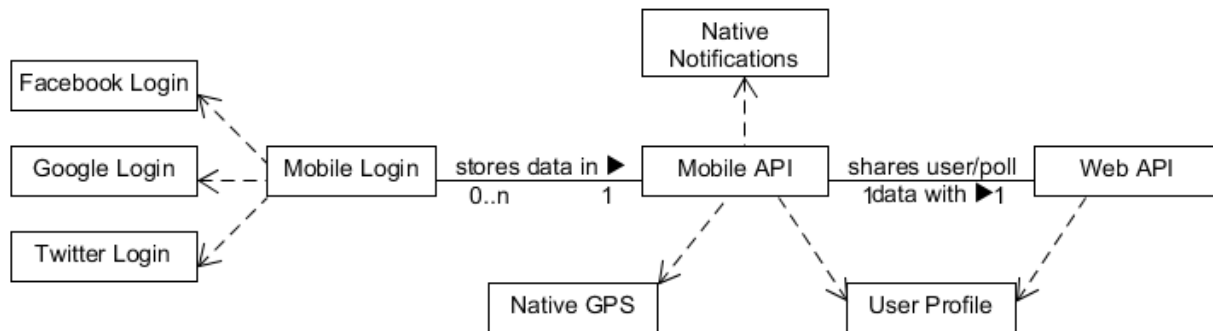 Native
Notifications
Facebook Login
Google Login
Mobile Login
stores data in ▶
0..n 1
Mobile API
shares user/poll
1data with ▶1
Web API
Twitter Login
Native GPS
User Profile